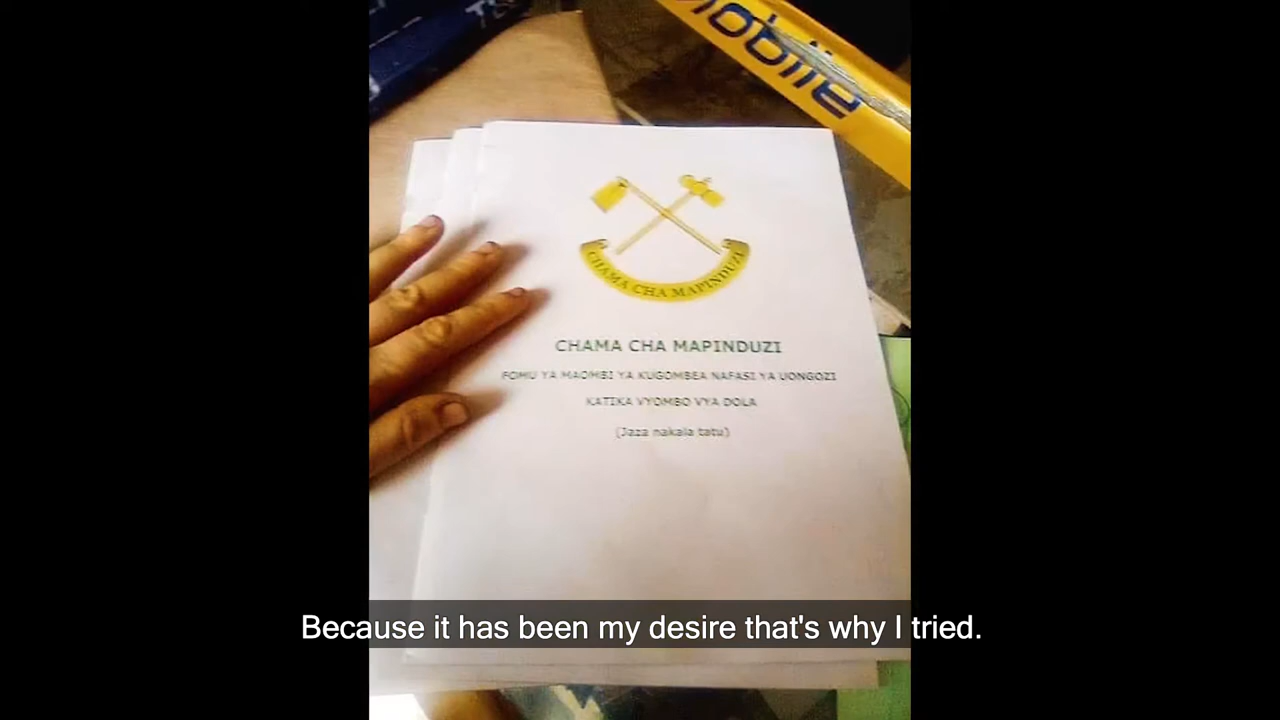 obiie
CHAMA CHA MAPINDUZI
CHAMA CHA MAPINDUZI
FOMU YA MAOMBI YA KUGOMBEA NAFASI YA UONGOZI
KATIKA VYOMBO VYA DOLA
(Jaza nakala tatu)
Because it has been my desire that's why I tried.